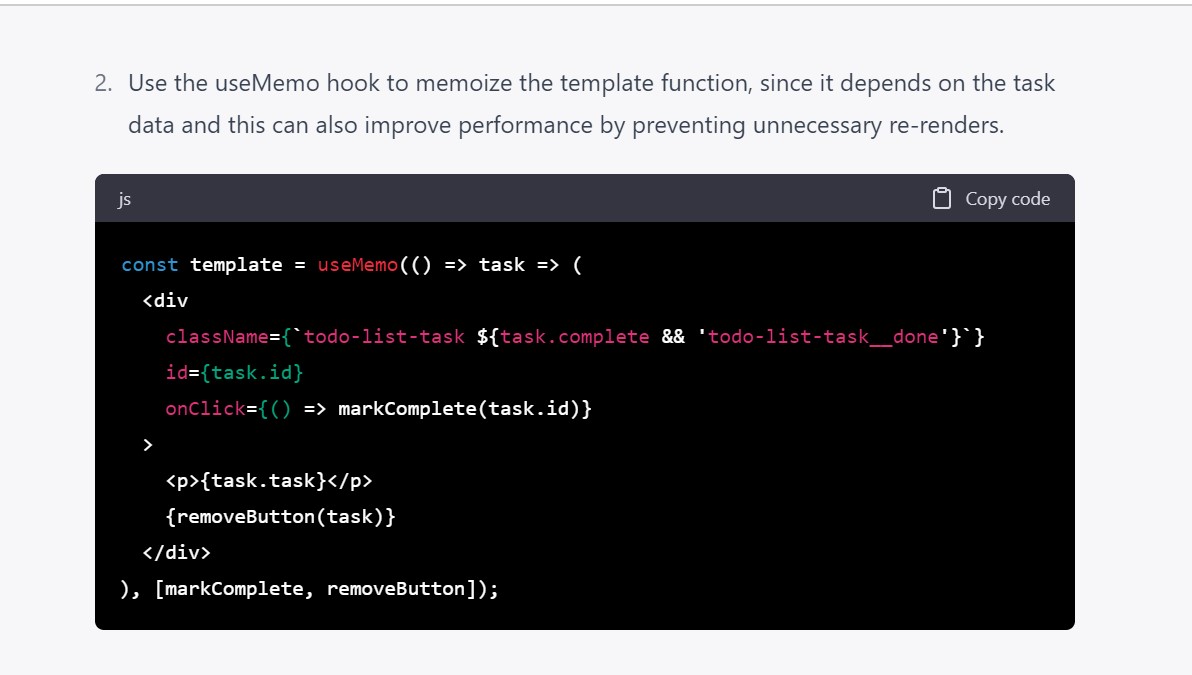 2. Use the useMemo hook to memoize the template function, since it depends on the task
data and this can also improve performance by preventing unnecessary re-renders.
js Copy code
const template = useMemo(() => task => (
  <div
    className={`todo-list-task ${task.complete && 'todo-list-task__done'}`}
    id={task.id}
    onClick={() => markComplete(task.id)}
  >
    <p>{task.task}</p>
    {removeButton(task)}
  </div>
), [markComplete, removeButton]);